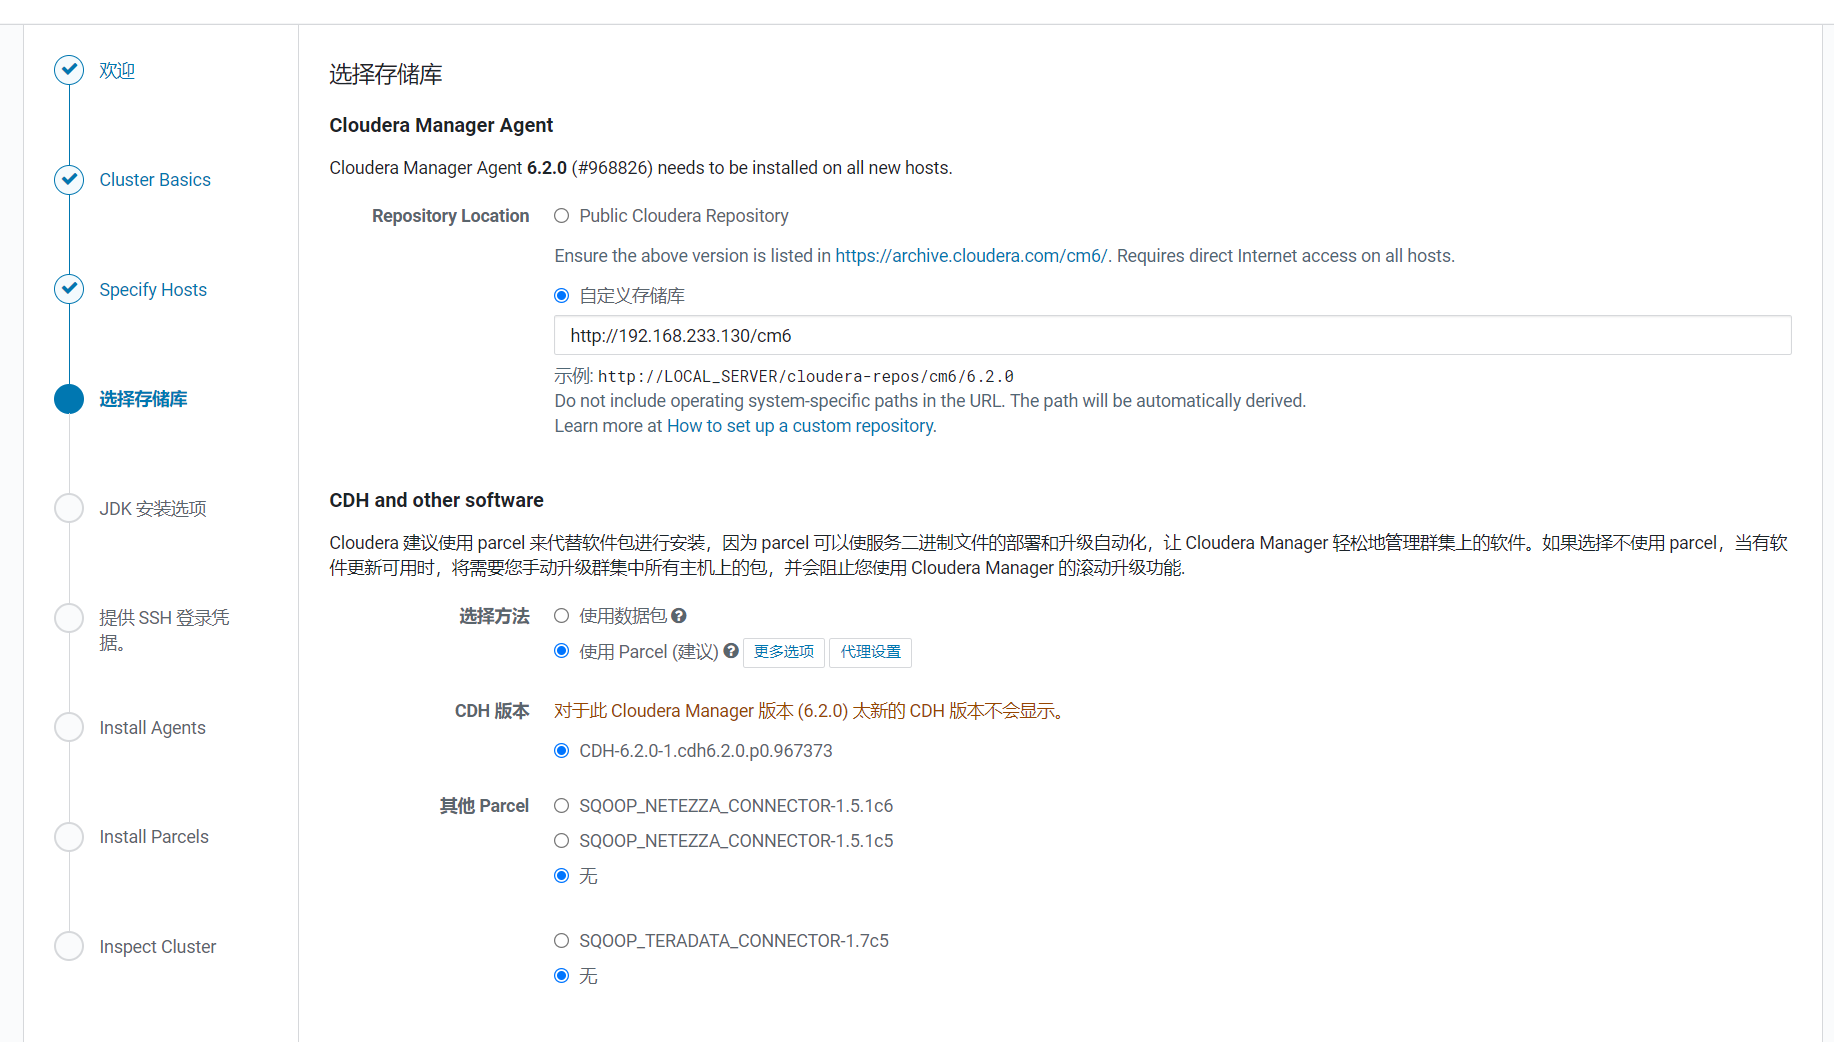 欢迎
Cluster Basics
Specify Hosts
选择存储库
JDK 安装选项
提供 SSH 登录凭
据。
Install Agents
Install Parcels
Inspect Cluster
选择存储库
Cloudera Manager Agent
Cloudera Manager Agent 6.2.0 (#968826) needs to be installed on all new hosts.
Repository Location
Public Cloudera Repository
Ensure the above version is listed in https://archive.cloudera.com/cm6/. Requires direct Internet access on all hosts.
自定义存储库
http://192.168.233.130/cm6
示例: http://LOCAL_SERVER/cloudera-repos/cm6/6.2.0
Do not include operating system-specific paths in the URL. The path will be automatically derived.
Learn more at How to set up a custom repository.
CDH and other software
Cloudera 建议使用 parcel 来代替软件包进行安装，因为 parcel 可以使服务二进制文件的部署和升级自动化，让 Cloudera Manager 轻松地管理群集上的软件。如果选择不使用 parcel，当有软
件更新可用时，将需要您手动升级群集中所有主机上的包，并会阻止您使用 Cloudera Manager 的滚动升级功能.
选择方法
使用数据包
使用 Parcel (建议) 更多选项 代理设置
CDH 版本
对于此 Cloudera Manager 版本 (6.2.0) 太新的 CDH 版本不会显示。
CDH-6.2.0-1.cdh6.2.0.p0.967373
其他 Parcel
SQOOP_NETEZZA_CONNECTOR-1.5.1c6
SQOOP_NETEZZA_CONNECTOR-1.5.1c5
无
SQOOP_TERADATA_CONNECTOR-1.7c5
无